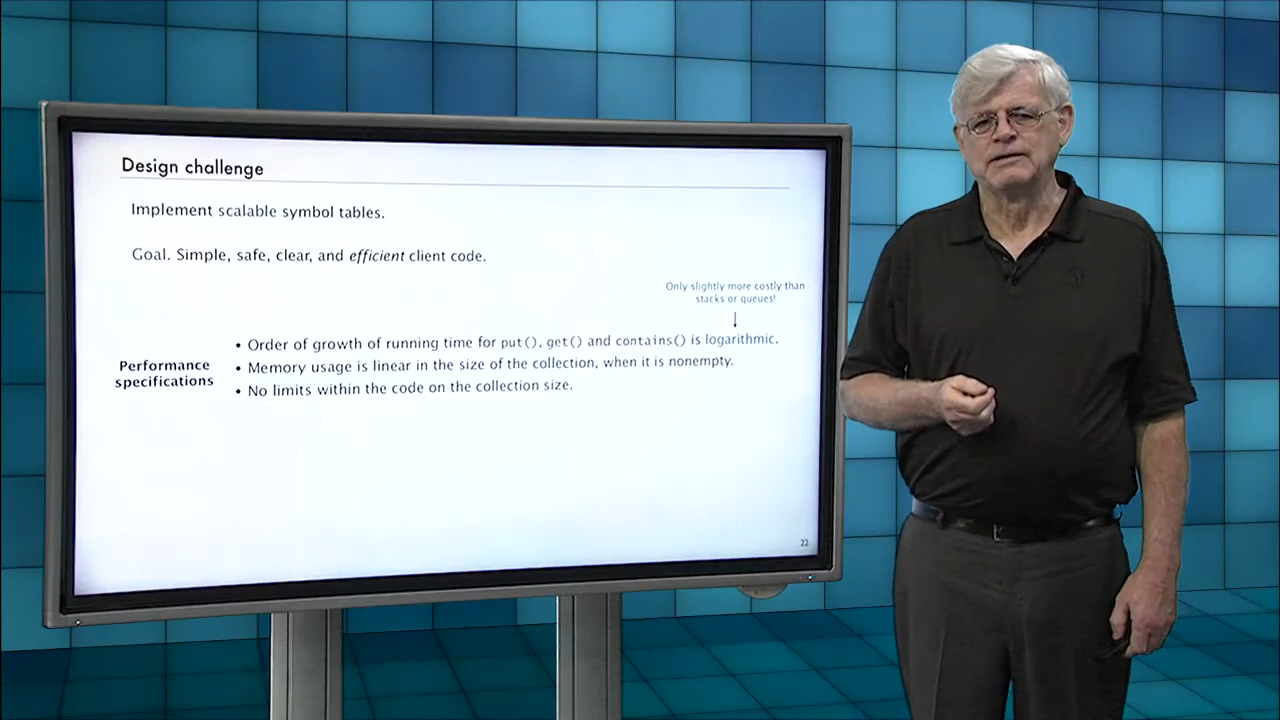 Design challenge
Implement scalable symbol tables.
Goal. Simple, safe, clear, and efficient client code.
Only slightly more costly than
stacks or queues!
Performance
specifications
• Order of growth of running time for put(), get() and contains() is logarithmic.
• Memory usage is linear in the size of the collection, when it is nonempty.
• No limits within the code on the collection size.
22